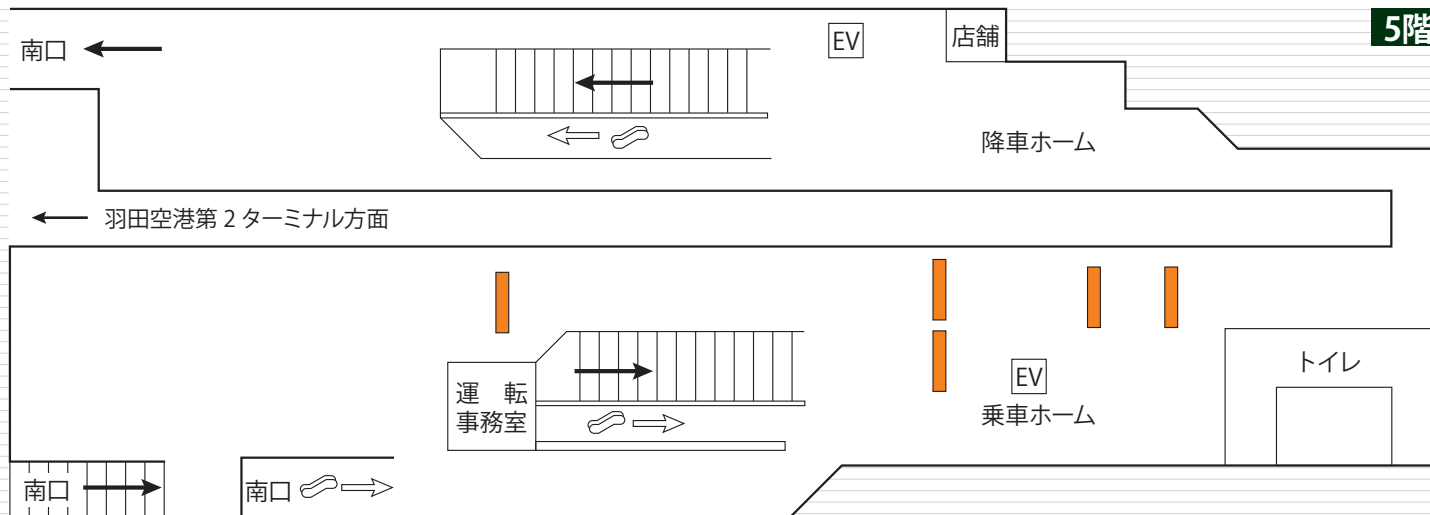 5階
南口
EV
店舗
降車ホーム
羽田空港第2ターミナル方面
運 転
事務室
EV
乗車ホーム
トイレ
南口
南口